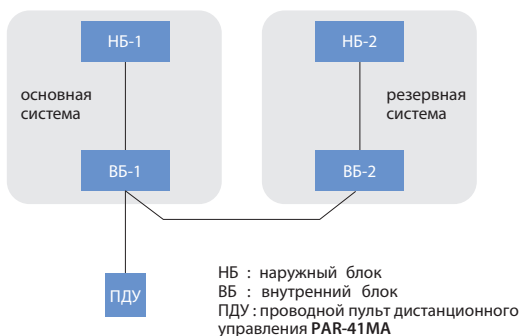 НБ-1
НБ-2
основная
система
резервная
система
ВБ-1
ВБ-2
ПДУ
НБ : наружный блок
ВБ : внутренний блок
ПДУ : проводной пульт дистанционного
управления PAR-41MA